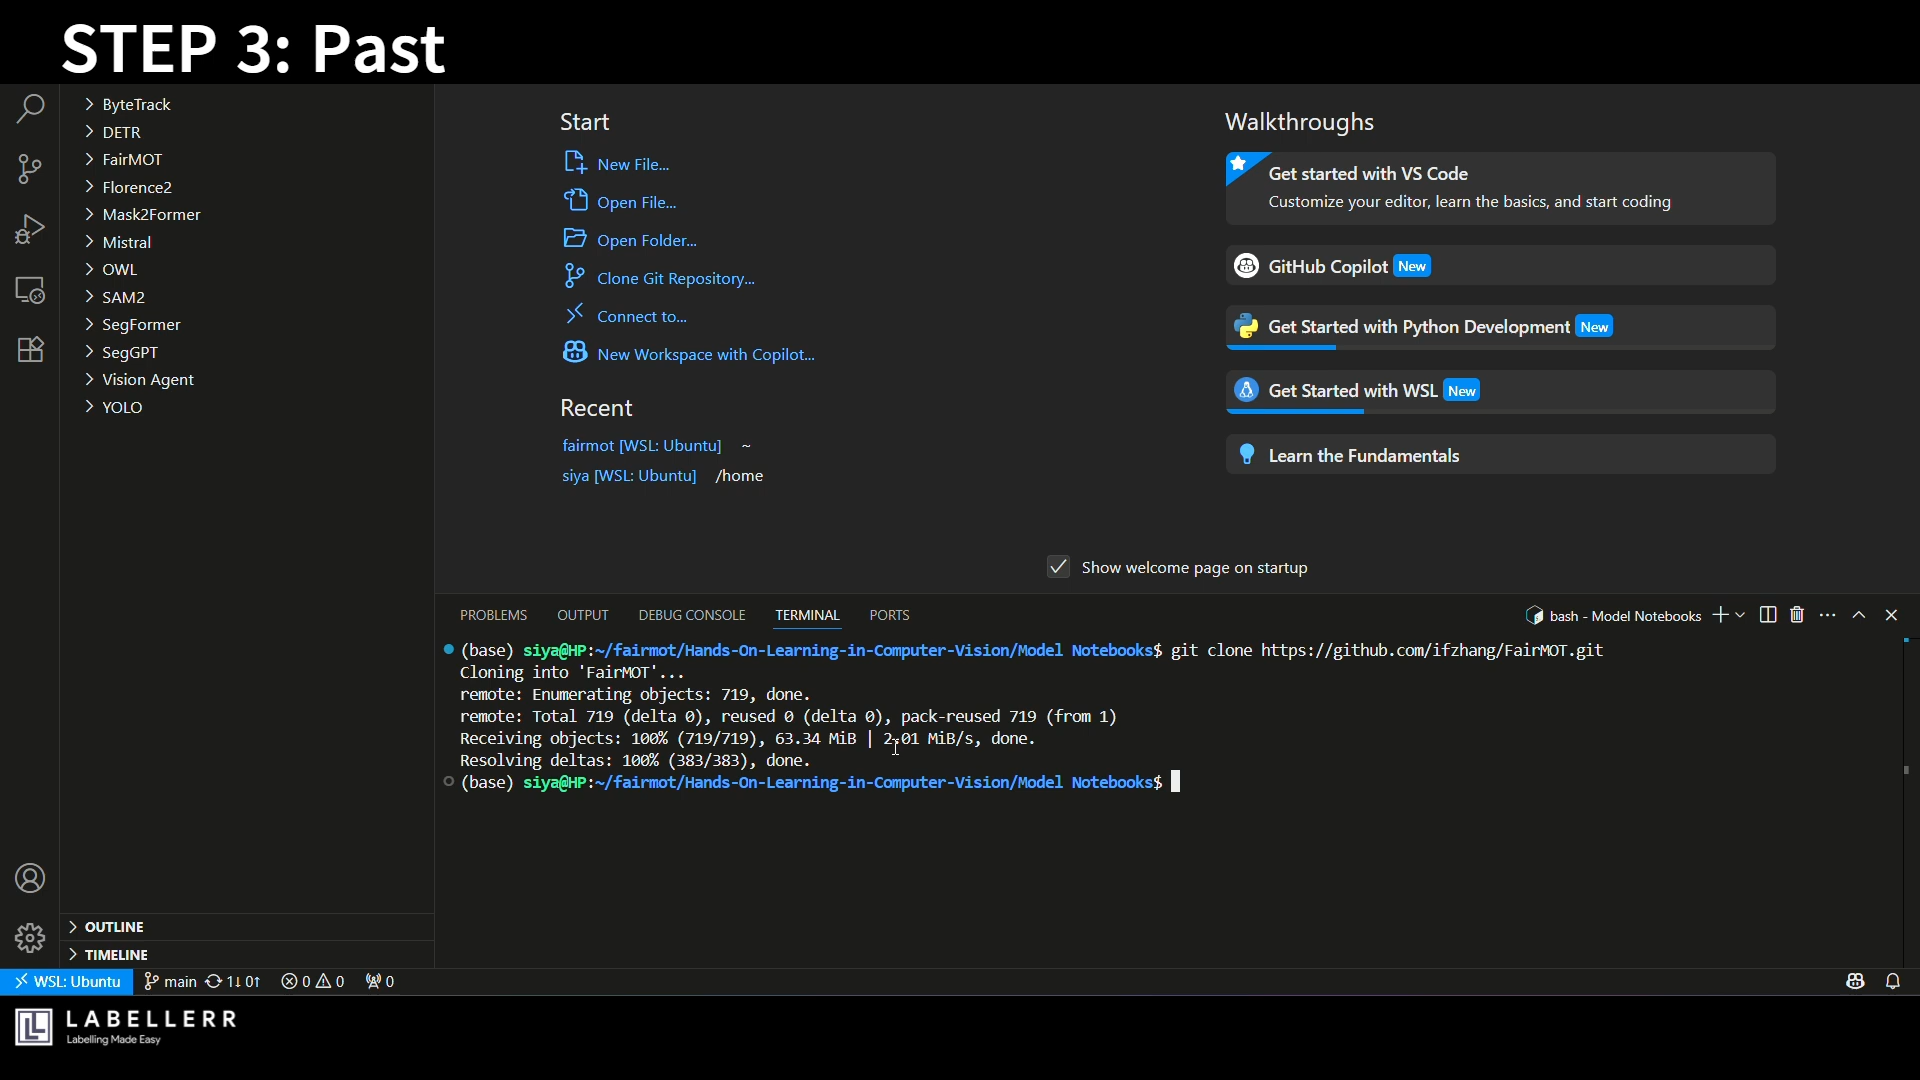 STEP 3: Past
ByteTrack
DETR
FairMOT
Florence2
Mask2Former
Mistral
OWL
SAM2
SegFormer
SegGPT
Vision Agent
YOLO
OUTLINE
TIMELINE
Start
New File...
Open File...
Open Folder...
Clone Git Repository...
Connect to...
New Workspace with Copilot...
Recent
fairmot [WSL: Ubuntu] ~
siya [WSL: Ubuntu] /home
Walkthroughs
Get started with VS Code
Customize your editor, learn the basics, and start coding
GitHub Copilot New
Get Started with Python Development New
Get Started with WSL New
Learn the Fundamentals
Show welcome page on startup
PROBLEMS OUTPUT DEBUG CONSOLE TERMINAL PORTS bash - Model Notebooks
(base) siya@HP:~/fairmot/Hands-On-Learning-in-Computer-Vision/Model Notebooks$ git clone https://github.com/ifzhang/FairMOT.git
Cloning into 'FairMOT'...
remote: Enumerating objects: 719, done.
remote: Total 719 (delta 0), reused 0 (delta 0), pack-reused 719 (from 1)
Receiving objects: 100% (719/719), 63.34 MiB | 2.01 MiB/s, done.
Resolving deltas: 100% (383/383), done.
(base) siya@HP:~/fairmot/Hands-On-Learning-in-Computer-Vision/Model Notebooks$
WSL: Ubuntu main 1↓ 0↑ 0 0 0
LABELLERR
Labelling Made Easy